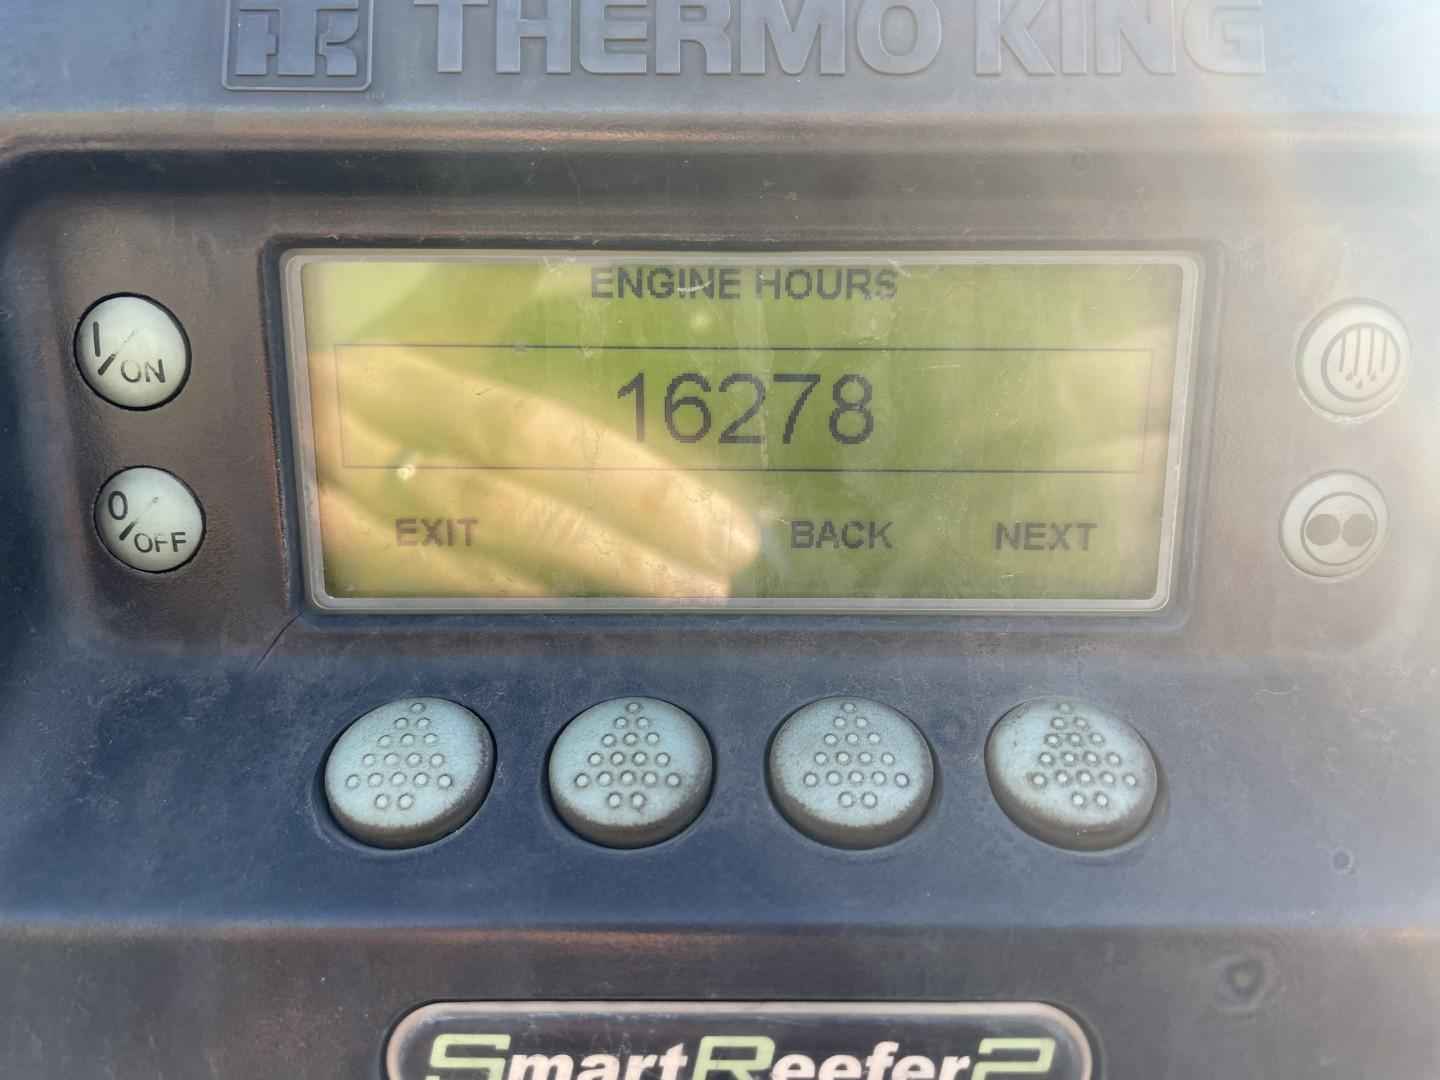 THERMO KING
ENGINE HOURS
16278
EXIT BACK NEXT
I/ON
0/OFF
SmartReefer2